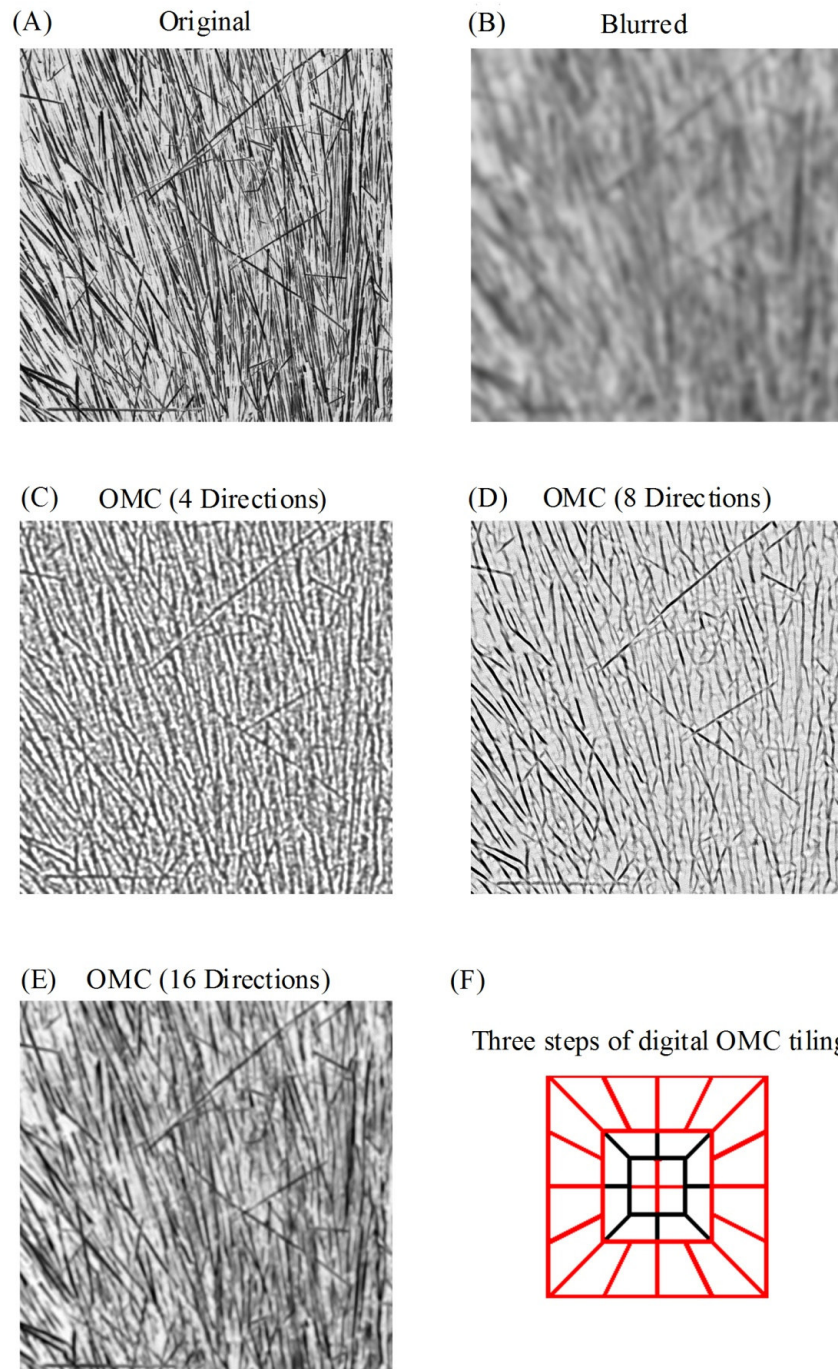 (A) Original
(B) Blurred
(C) OMC (4 Directions)
(D) OMC (8 Directions)
(E) OMC (16 Directions)
(F)
Three steps of digital OMC tiling